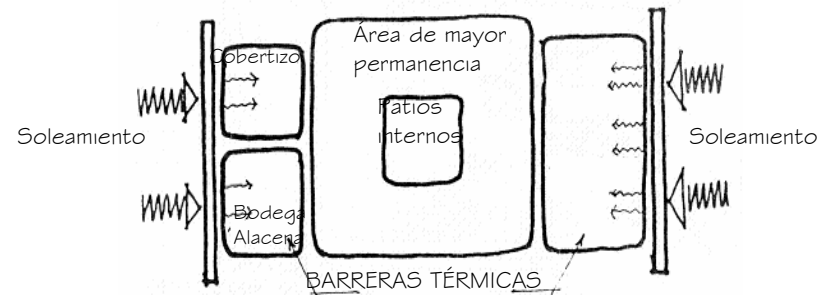 Cobertizo
Área de mayor
permanencia
Patios
internos
Soleamiento
Soleamiento
Bodega
Alacena
BARRERAS TÉRMICAS